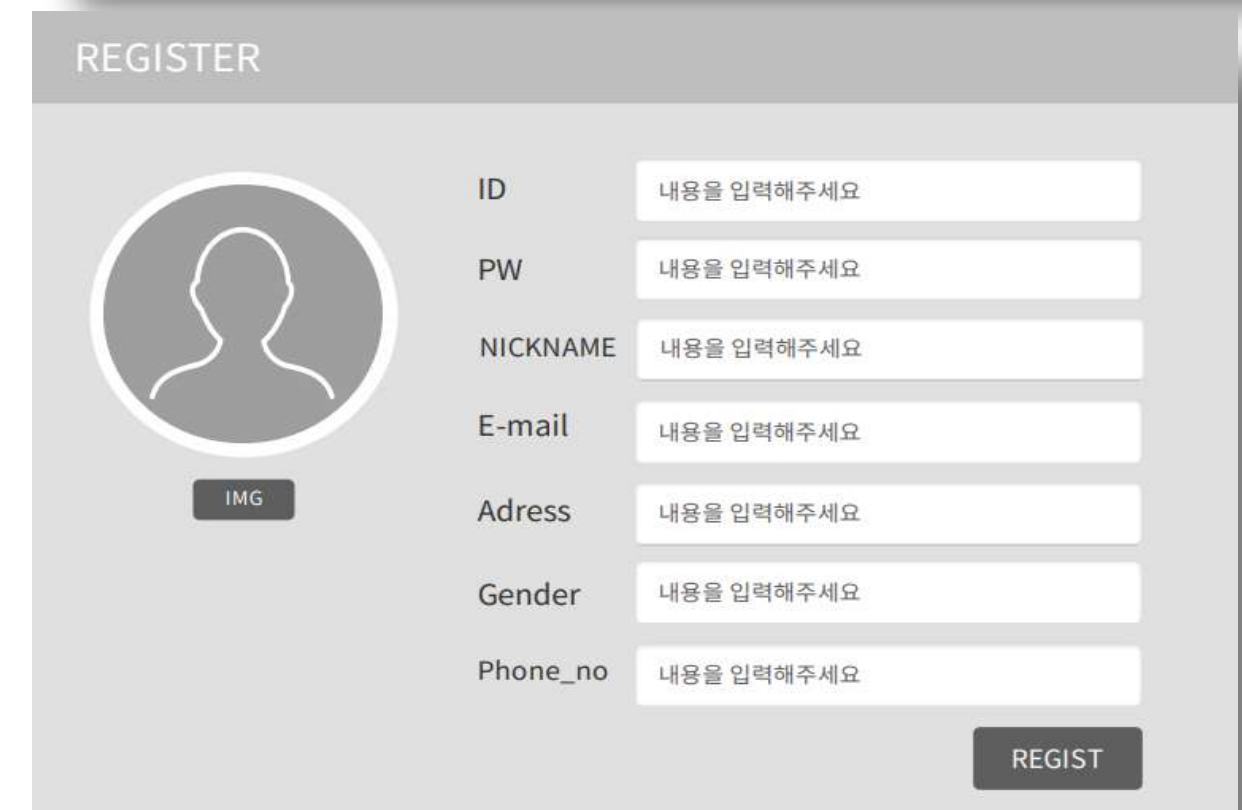 REGISTER
ID 내용을 입력해주세요
PW 내용을 입력해주세요
NICKNAME 내용을 입력해주세요
E-mail 내용을 입력해주세요
IMG
Adress 내용을 입력해주세요
Gender 내용을 입력해주세요
Phone_no 내용을 입력해주세요
REGIST